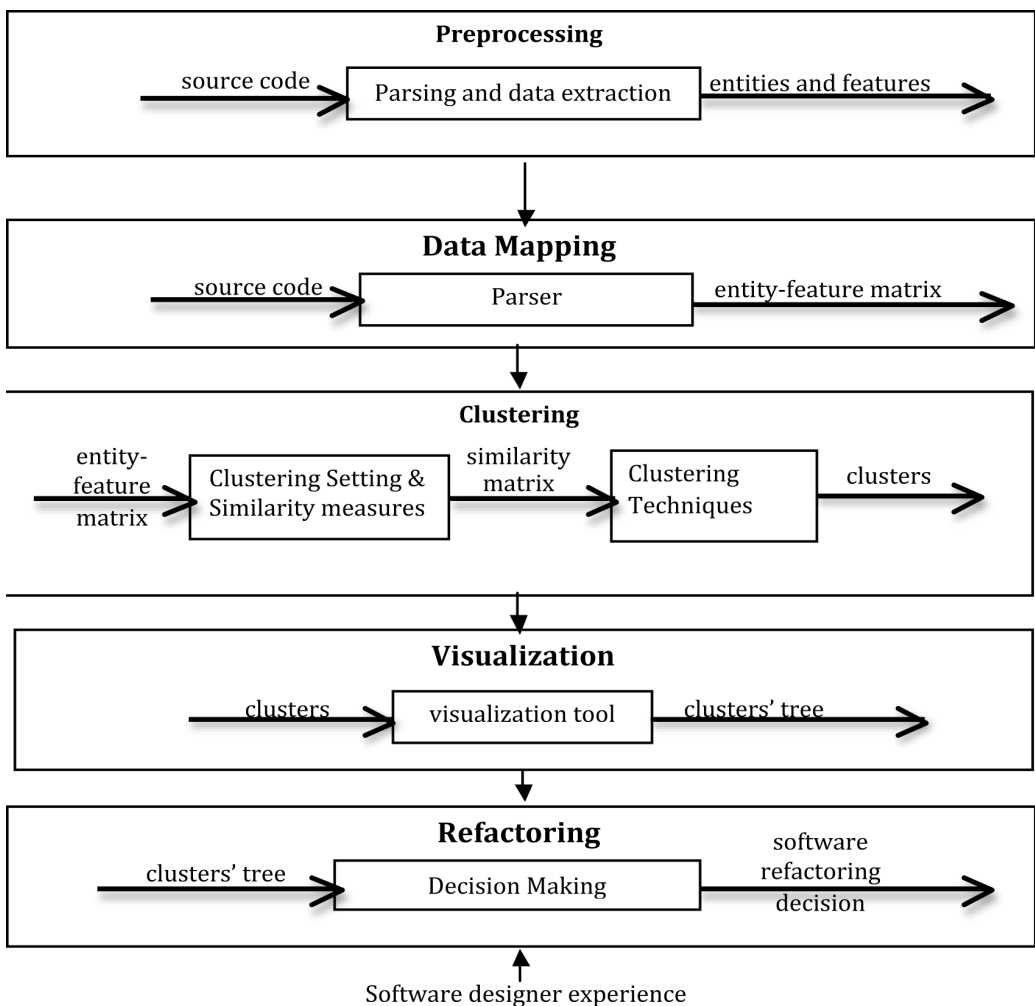 Preprocessing
source code
Parsing and data extraction
entities and features
Data Mapping
source code
Parser
entity-feature matrix
Clustering
entity-
feature
matrix
Clustering Setting &
Similarity measures
similarity
matrix
Clustering
Techniques
clusters
Visualization
clusters
visualization tool
clusters’ tree
Refactoring
clusters’ tree
Decision Making
software
refactoring
decision
Software designer experience